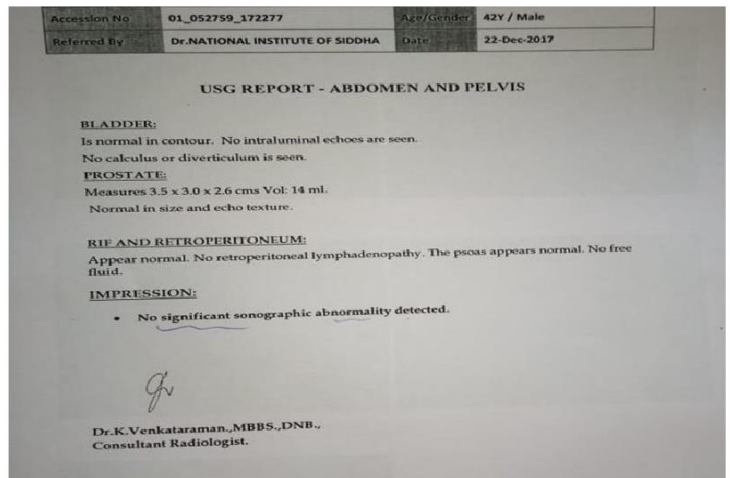 Accession No 01_052759_172277 Age/Gender 42Y / Male
Referred By Dr.NATIONAL INSTITUTE OF SIDDHA Date 22-Dec-2017
USG REPORT - ABDOMEN AND PELVIS
BLADDER:
Is normal in contour. No intraluminal echoes are seen.
No calculus or diverticulum is seen.
PROSTATE:
Measures 3.5 x 3.0 x 2.6 cms Vol: 14 ml.
Normal in size and echo texture.
RIF AND RETROPERITONEUM:
Appear normal. No retroperitoneal lymphadenopathy. The psoas appears normal. No free
fluid.
IMPRESSION:
• No significant sonographic abnormality detected.
Dr.K.Venkataraman.,MBBS.,DNB.,
Consultant Radiologist.